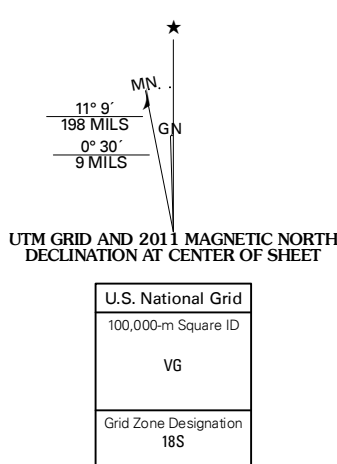 MN
GN
11° 9´
198 MILS
0° 30´
9 MILS
UTM GRID AND 2011 MAGNETIC NORTH
DECLINATION AT CENTER OF SHEET
U.S. National Grid
100,000-m Square ID
VG
Grid Zone Designation
18S